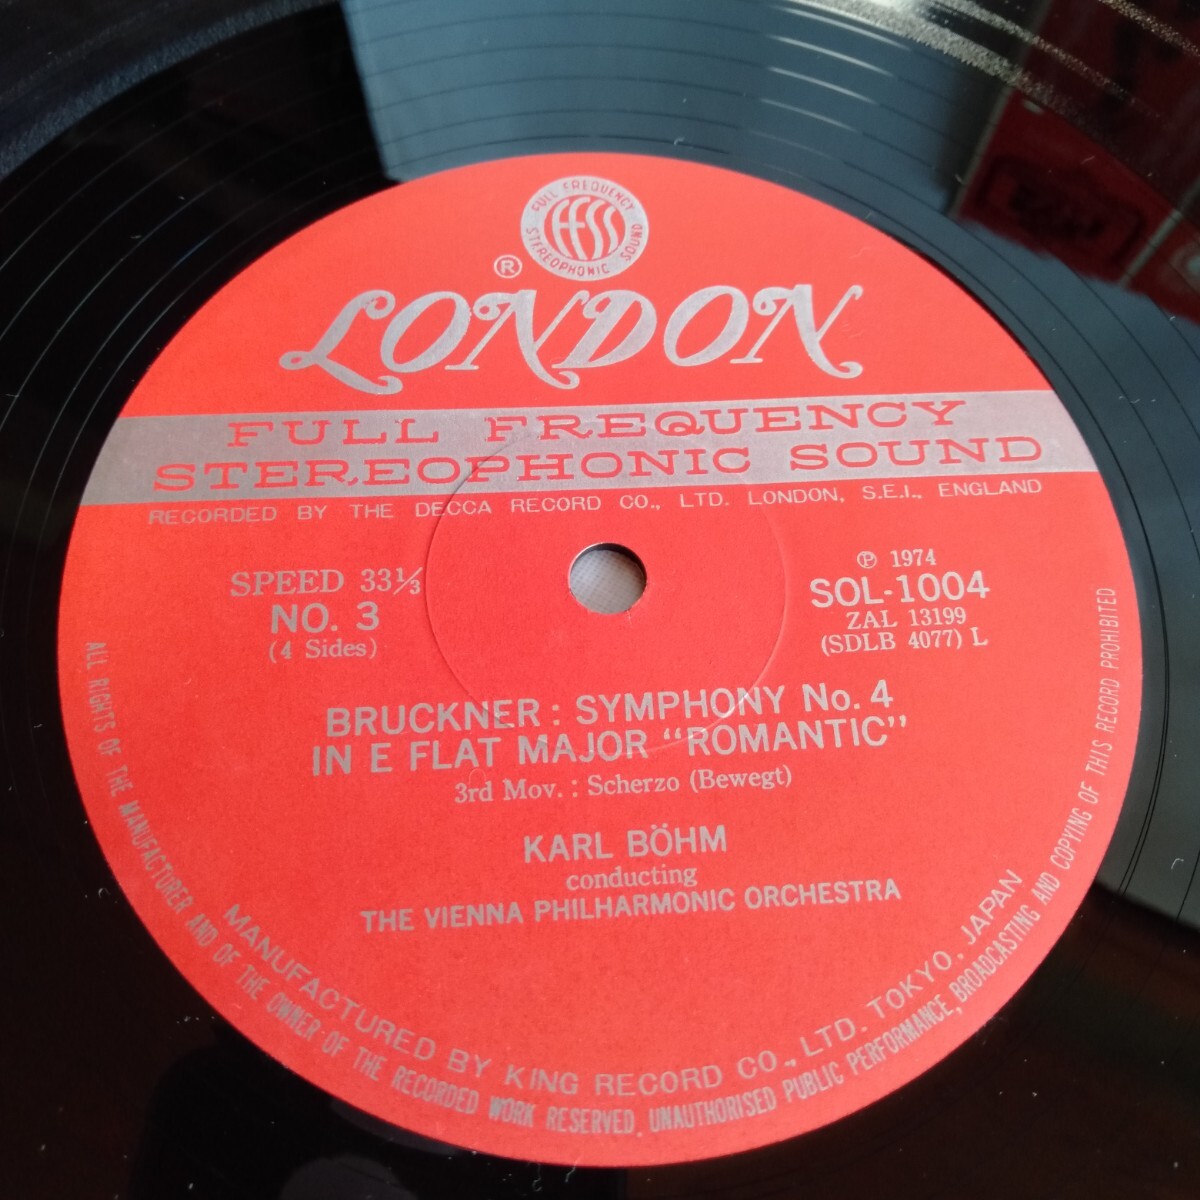 FULL FREQUENCY
FFSS
STEREOPHONIC SOUND
®
LONDON
FULL FREQUENCY
STEREOPHONIC SOUND
RECORDED BY THE DECCA RECORD CO., LTD. LONDON, S.E.I., ENGLAND
SPEED 33⅓
NO. 3
(4 Sides)
Ⓟ 1974
SOL-1004
ZAL 13199
(SDLB 4077) L
BRUCKNER : SYMPHONY No. 4
IN E FLAT MAJOR “ROMANTIC”
3rd Mov. : Scherzo (Bewegt)
KARL BÖHM
conducting
THE VIENNA PHILHARMONIC ORCHESTRA
MANUFACTURED BY KING RECORD CO., LTD. TOKYO, JAPAN
ALL RIGHTS OF THE MANUFACTURER AND OF THE OWNER OF THE RECORDED WORK RESERVED. UNAUTHORISED PUBLIC PERFORMANCE, BROADCASTING AND COPYING OF THIS RECORD PROHIBITED